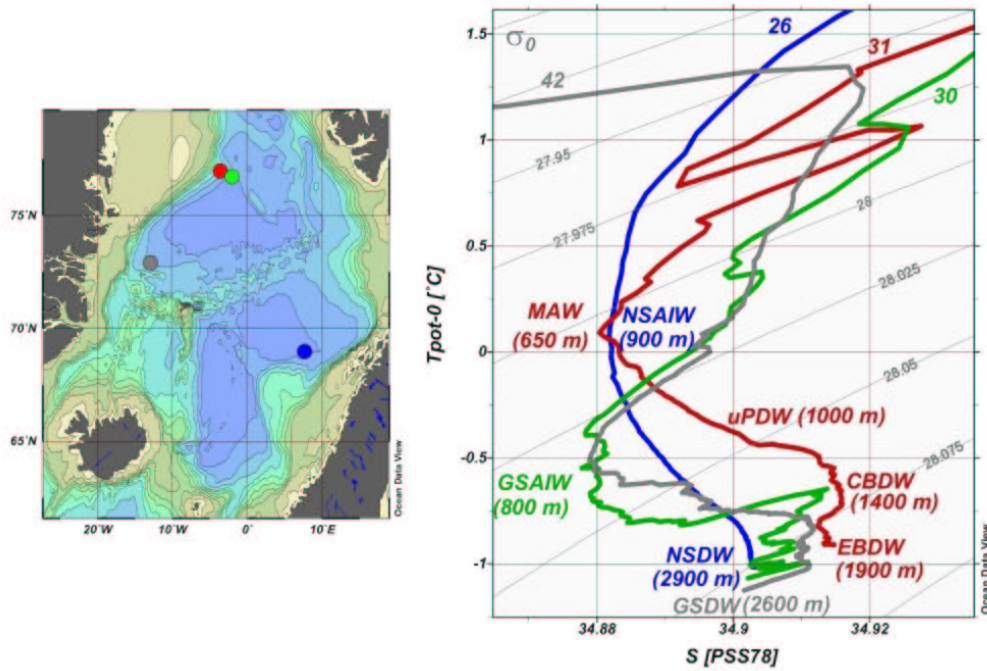 75°N
70°N
65°N
20°W
10°W
0°
10°E
Ocean Data View
σ0
1.5
1
0.5
0
-0.5
-1
Tpot-0 [°C]
34.88
34.9
34.92
S [PSS78]
26
31
42
30
27.95
27.975
28
28.025
28.05
28.075
MAW
(650 m)
NSAIW
(900 m)
uPDW (1000 m)
GSAIW
(800 m)
CBDW
(1400 m)
NSDW
(2900 m)
EBDW
(1900 m)
GSDW (2600 m)
Ocean Data View